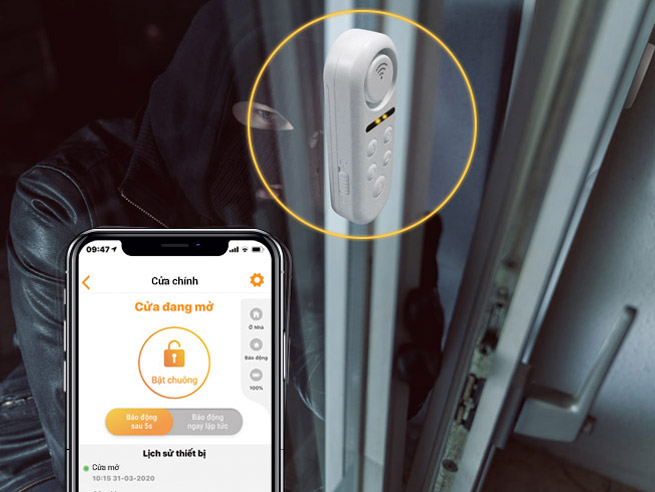 09:47
Cửa chính
Cửa đang mở
Ở Nhà
Báo động
100%
Bật chuông
Báo động
sau 5s
Báo động
ngay lập tức
Lịch sử thiết bị
Cửa mở
10:15 31-03-2020